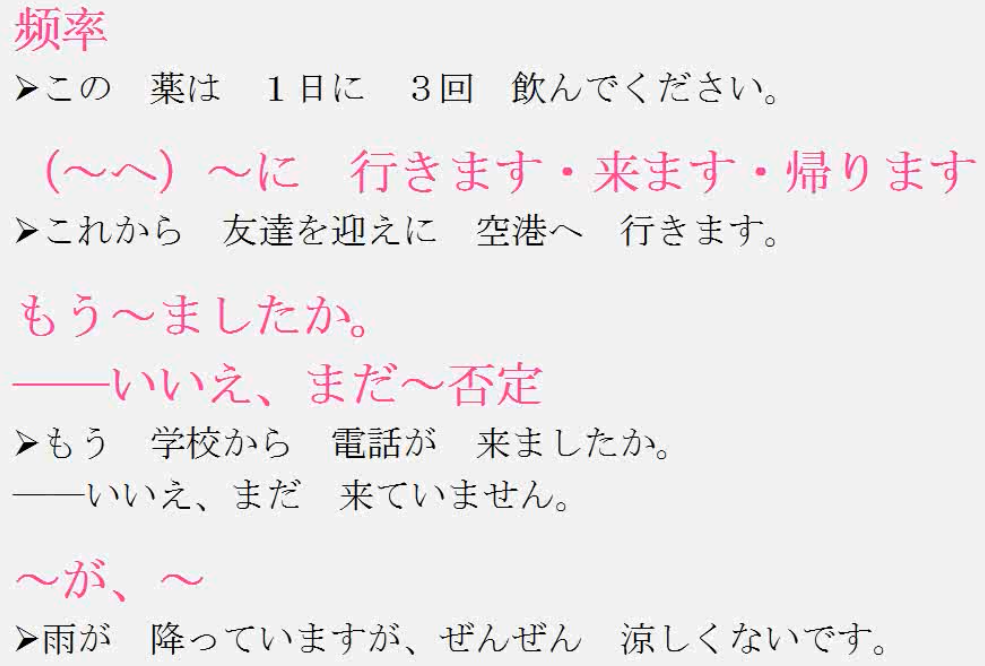 频率
➢この　薬は　１日に　３回　飲んでください。
（～へ）～に　行きます・来ます・帰ります
➢これから　友達を迎えに　空港へ　行きます。
もう～ましたか。
——いいえ、まだ～否定
➢もう　学校から　電話が　来ましたか。
——いいえ、まだ　来ていません。
～が、～
➢雨が　降っていますが、ぜんぜん　涼しくないです。